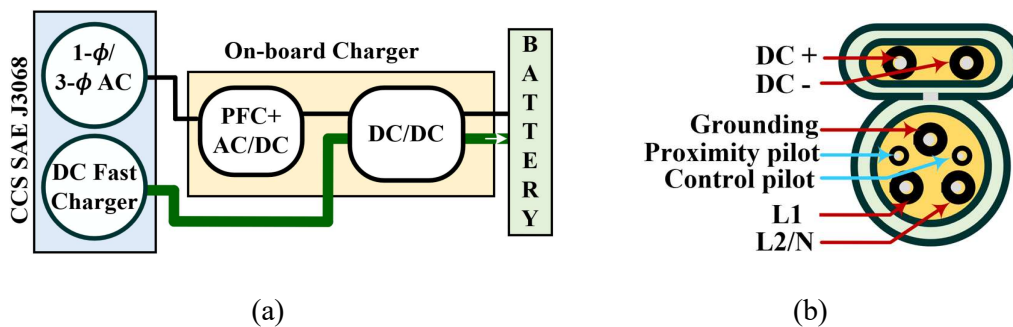 CCS SAE J3068
1-ϕ/
3-ϕ AC
DC Fast
Charger
On-board Charger
PFC+
AC/DC
DC/DC
BATTERY
(a)
DC +
DC -
Grounding
Proximity pilot
Control pilot
L1
L2/N
(b)